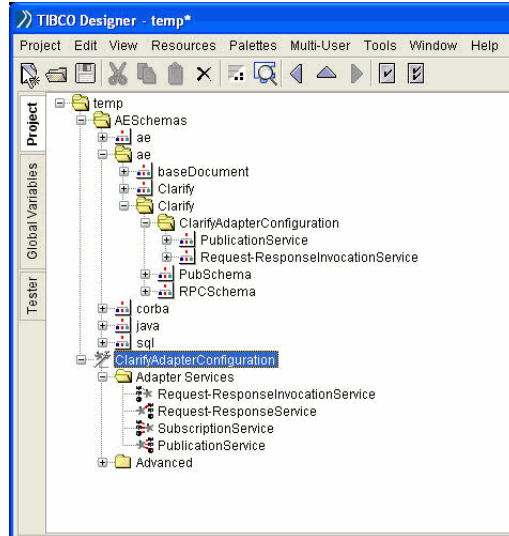 TIBCO Designer - temp*
Project Edit View Resources Palettes Multi-User Tools Window Help
Project
Global Variables
Tester
temp
AESchemas
ae
ae
baseDocument
Clarify
Clarify
ClarifyAdapterConfiguration
PublicationService
Request-ResponseInvocationService
PubSchema
RPCSchema
corba
java
sql
ClarifyAdapterConfiguration
Adapter Services
Request-ResponseInvocationService
Request-ResponseService
SubscriptionService
PublicationService
Advanced